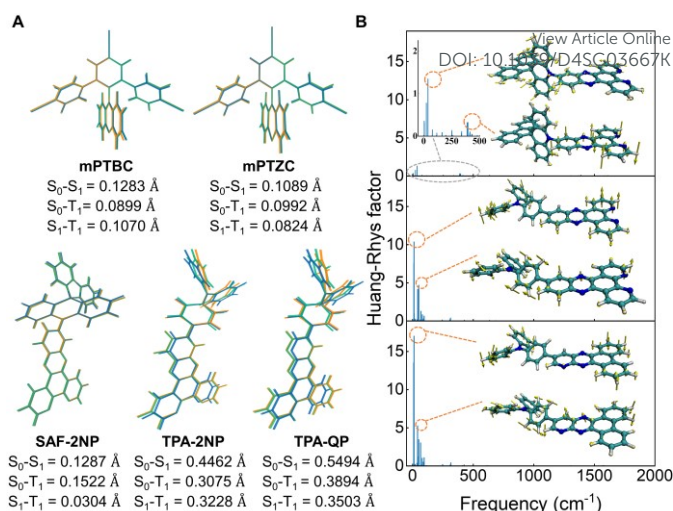 A
B
View Article Online
DOI: 10.1039/D4SC03667K
mPTBC
mPTZC
S₀-S₁ = 0.1283 Å
S₀-S₁ = 0.1089 Å
S₀-T₁ = 0.0899 Å
S₀-T₁ = 0.0992 Å
S₁-T₁ = 0.1070 Å
S₁-T₁ = 0.0824 Å
SAF-2NP
TPA-2NP
TPA-QP
S₀-S₁ = 0.1287 Å
S₀-S₁ = 0.4462 Å
S₀-S₁ = 0.5494 Å
S₀-T₁ = 0.1522 Å
S₀-T₁ = 0.3075 Å
S₀-T₁ = 0.3894 Å
S₁-T₁ = 0.0304 Å
S₁-T₁ = 0.3228 Å
S₁-T₁ = 0.3503 Å
Huang-Rhys factor
15
10
5
0
2
1
0
0
500
15
10
5
0
15
10
5
0
0
500
1000
1500
2000
Frequency (cm⁻¹)